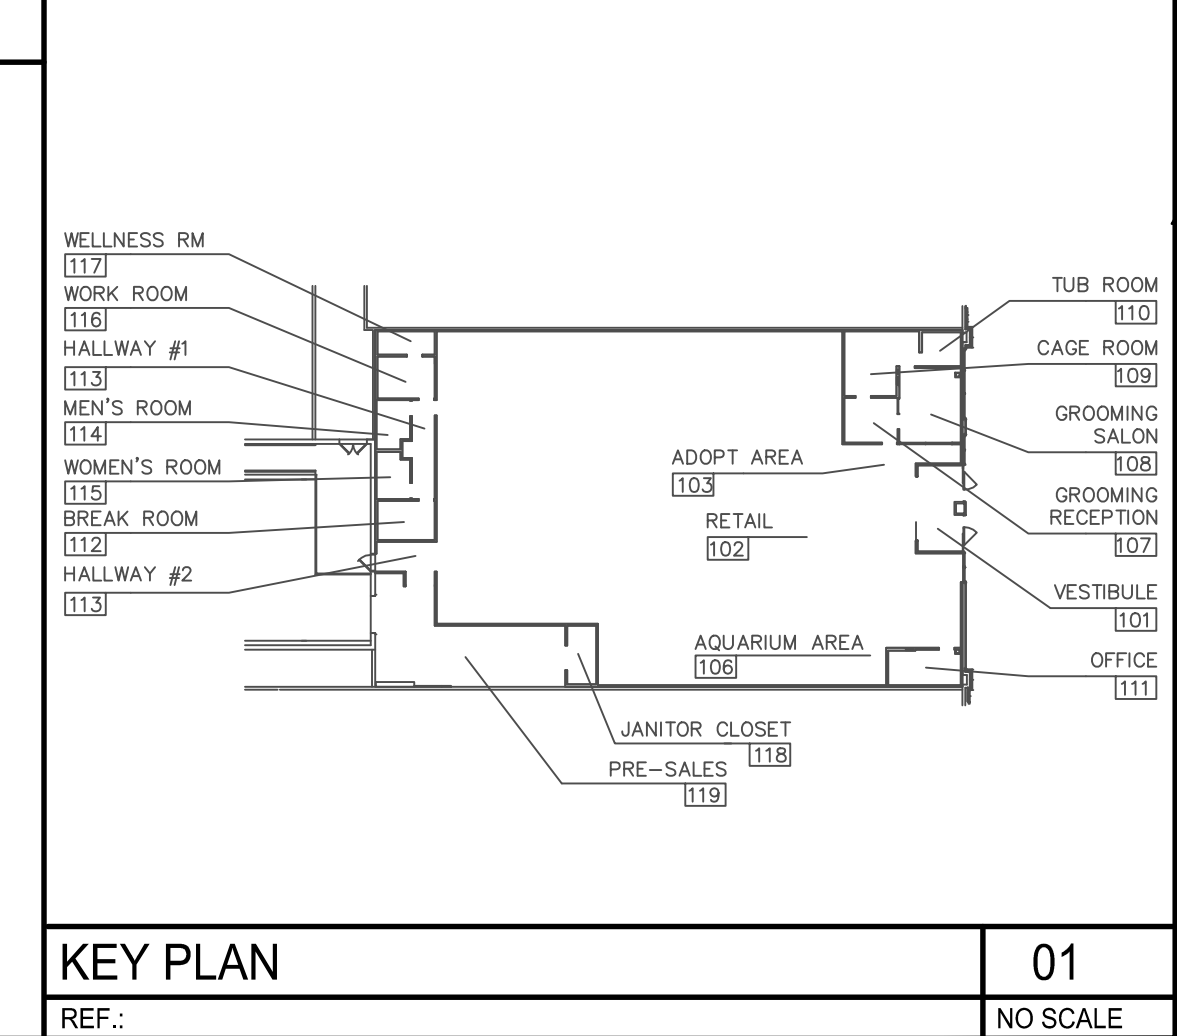 WELLNESS RM
117
WORK ROOM
116
HALLWAY #1
113
MEN'S ROOM
114
WOMEN'S ROOM
115
BREAK ROOM
112
HALLWAY #2
113
ADOPT AREA
103
RETAIL
102
AQUARIUM AREA
106
JANITOR CLOSET
118
PRE-SALES
119
TUB ROOM
110
CAGE ROOM
109
GROOMING
SALON
108
GROOMING
RECEPTION
107
VESTIBULE
101
OFFICE
111
KEY PLAN
01
REF.:
NO SCALE